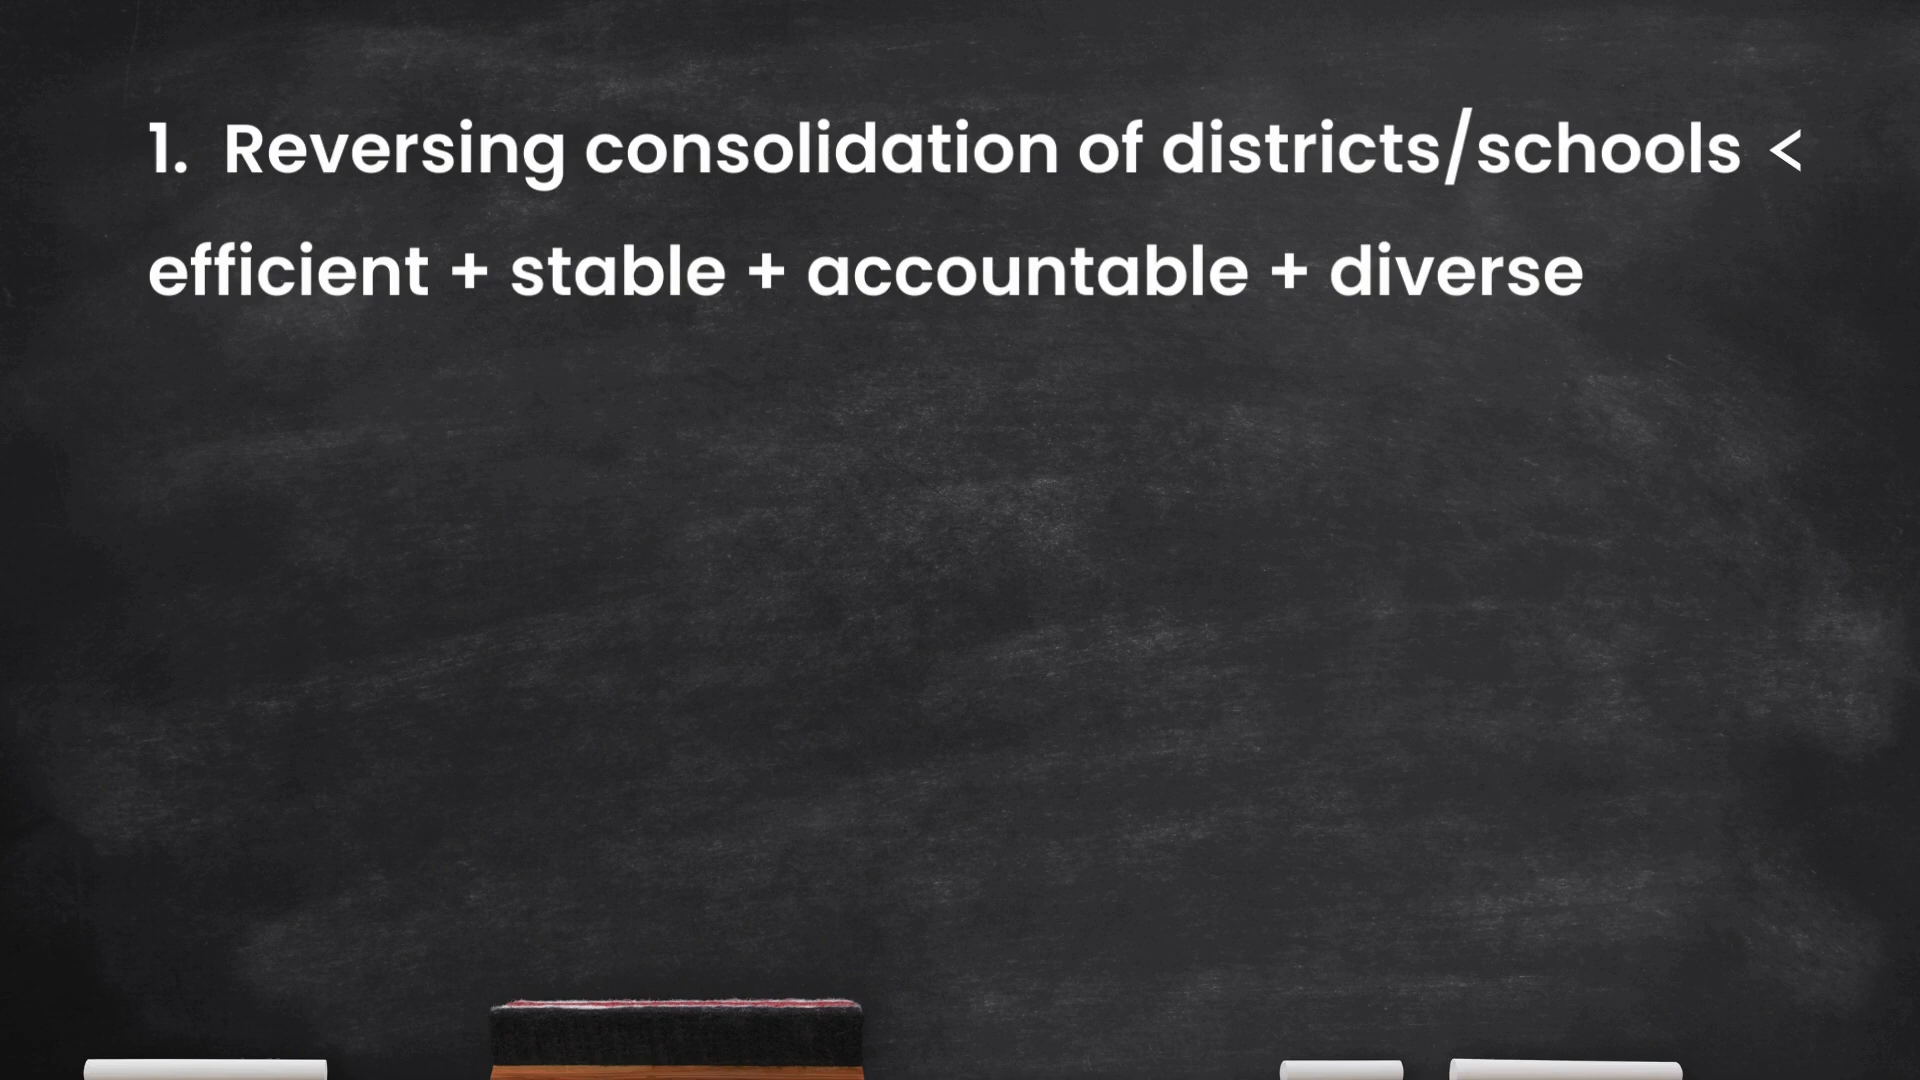 1. Reversing consolidation of districts/schools <
efficient + stable + accountable + diverse